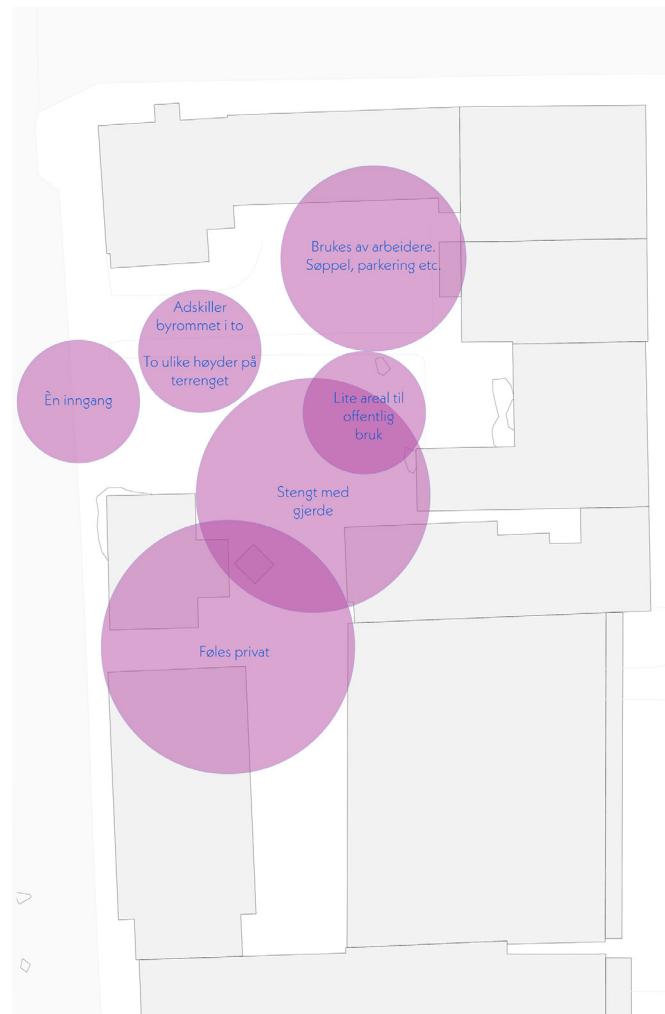 Brukes av arbeidere.
Søppel, parkering etc.
Adskiller
byrommet i to
To ulike høyder på
terrenget
Èn inngang
Lite areal til
offentlig
bruk
Stengt med
gjerde
Føles privat